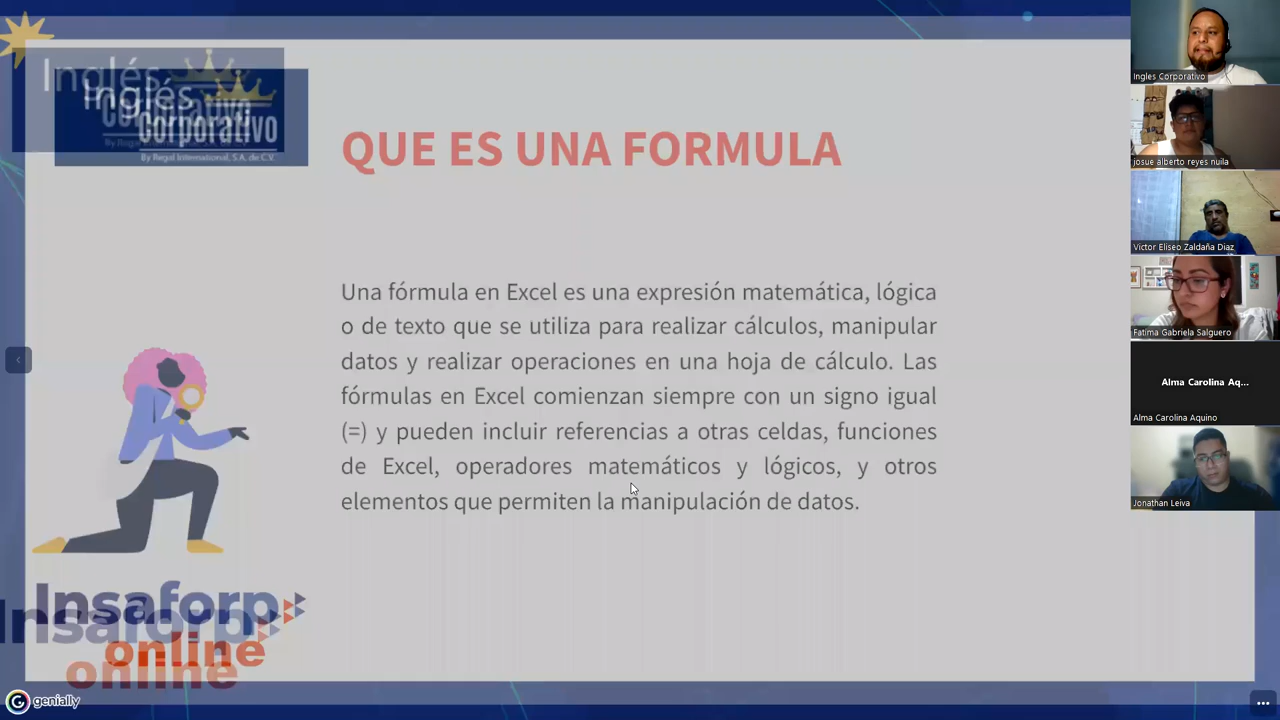 Inglés
Inglés
Corporativo
Corporativo
By Regal International, S.A. de C.V.
QUE ES UNA FORMULA
Una fórmula en Excel es una expresión matemática, lógica
o de texto que se utiliza para realizar cálculos, manipular
datos y realizar operaciones en una hoja de cálculo. Las
fórmulas en Excel comienzan siempre con un signo igual
(=) y pueden incluir referencias a otras celdas, funciones
de Excel, operadores matemáticos y lógicos, y otros
elementos que permiten la manipulación de datos.
Insaforp
Insaforp
online
online
genially
Ingles Corporativo
josue alberto reyes nuila
Victor Eliseo Zaldaña Diaz
Fatima Gabriela Salguero
Alma Carolina Aq...
Alma Carolina Aquino
Jonathan Leiva